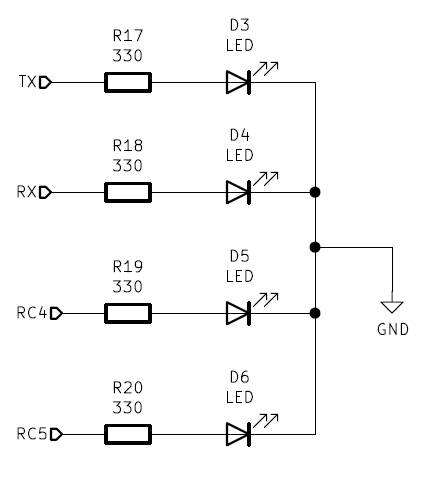 D3
R17
LED
330
TX
D4
R18
LED
330
RX
D5
R19
LED
330
RC4
GND
D6
R20
LED
330
RC5